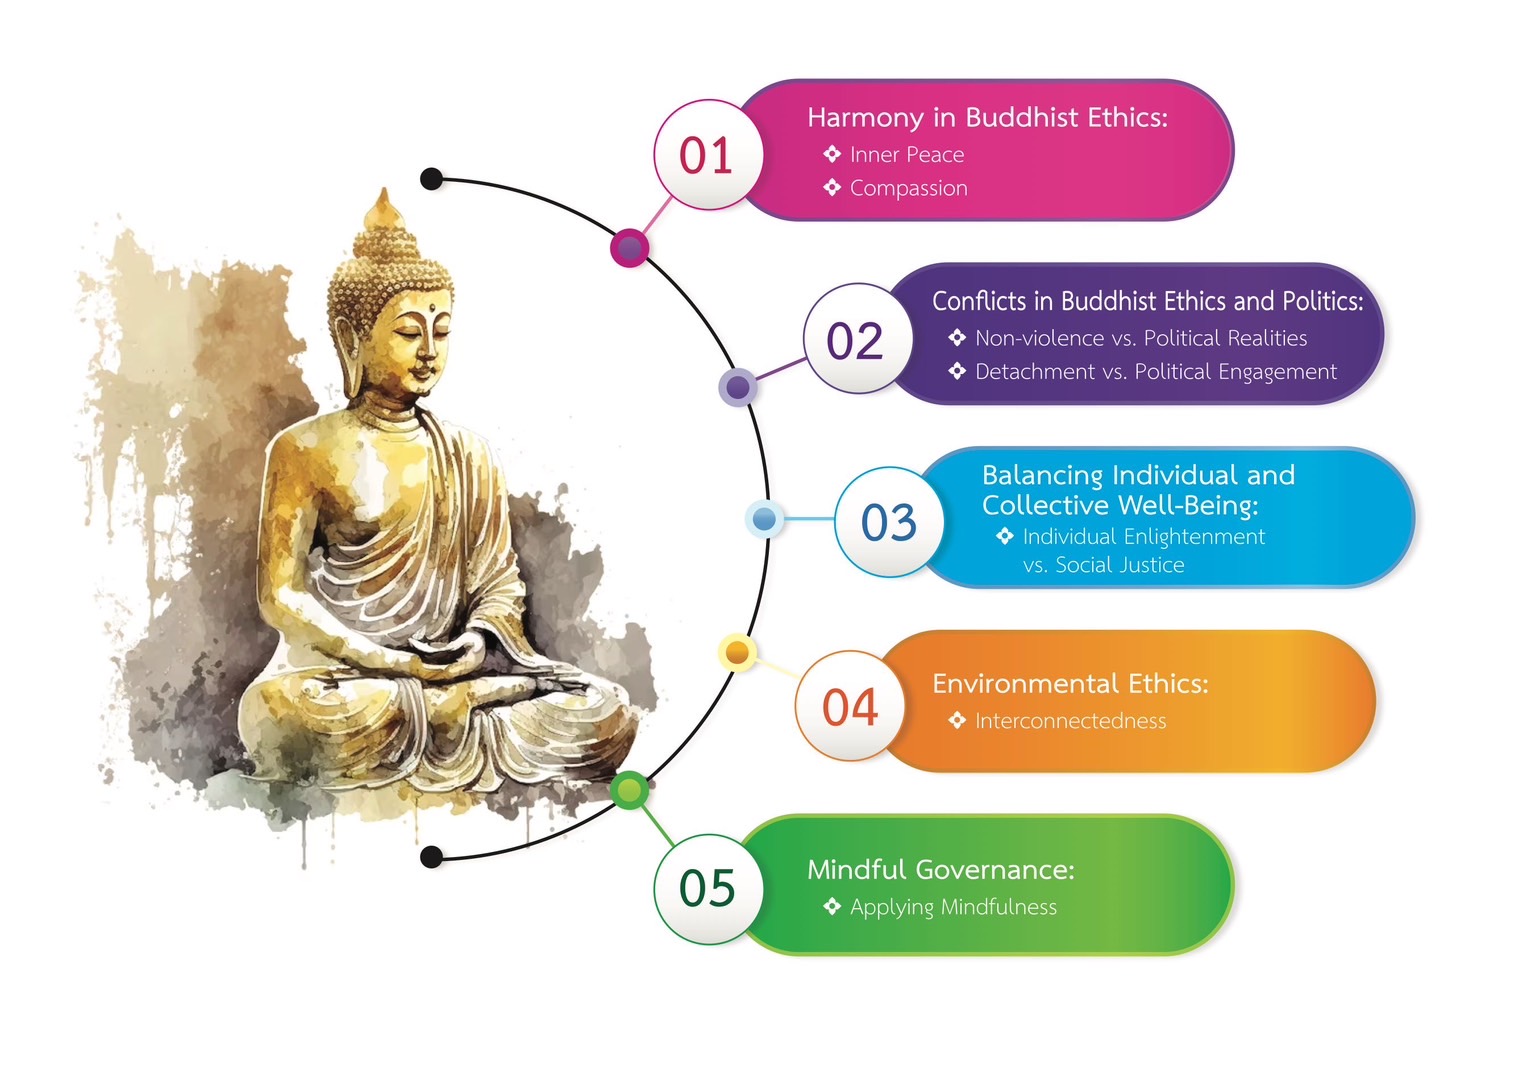 01
Harmony in Buddhist Ethics:
Inner Peace
Compassion
02
Conflicts in Buddhist Ethics and Politics:
Non-violence vs. Political Realities
Detachment vs. Political Engagement
03
Balancing Individual and
Collective Well-Being:
Individual Enlightenment
vs. Social Justice
04
Environmental Ethics:
Interconnectedness
05
Mindful Governance:
Applying Mindfulness